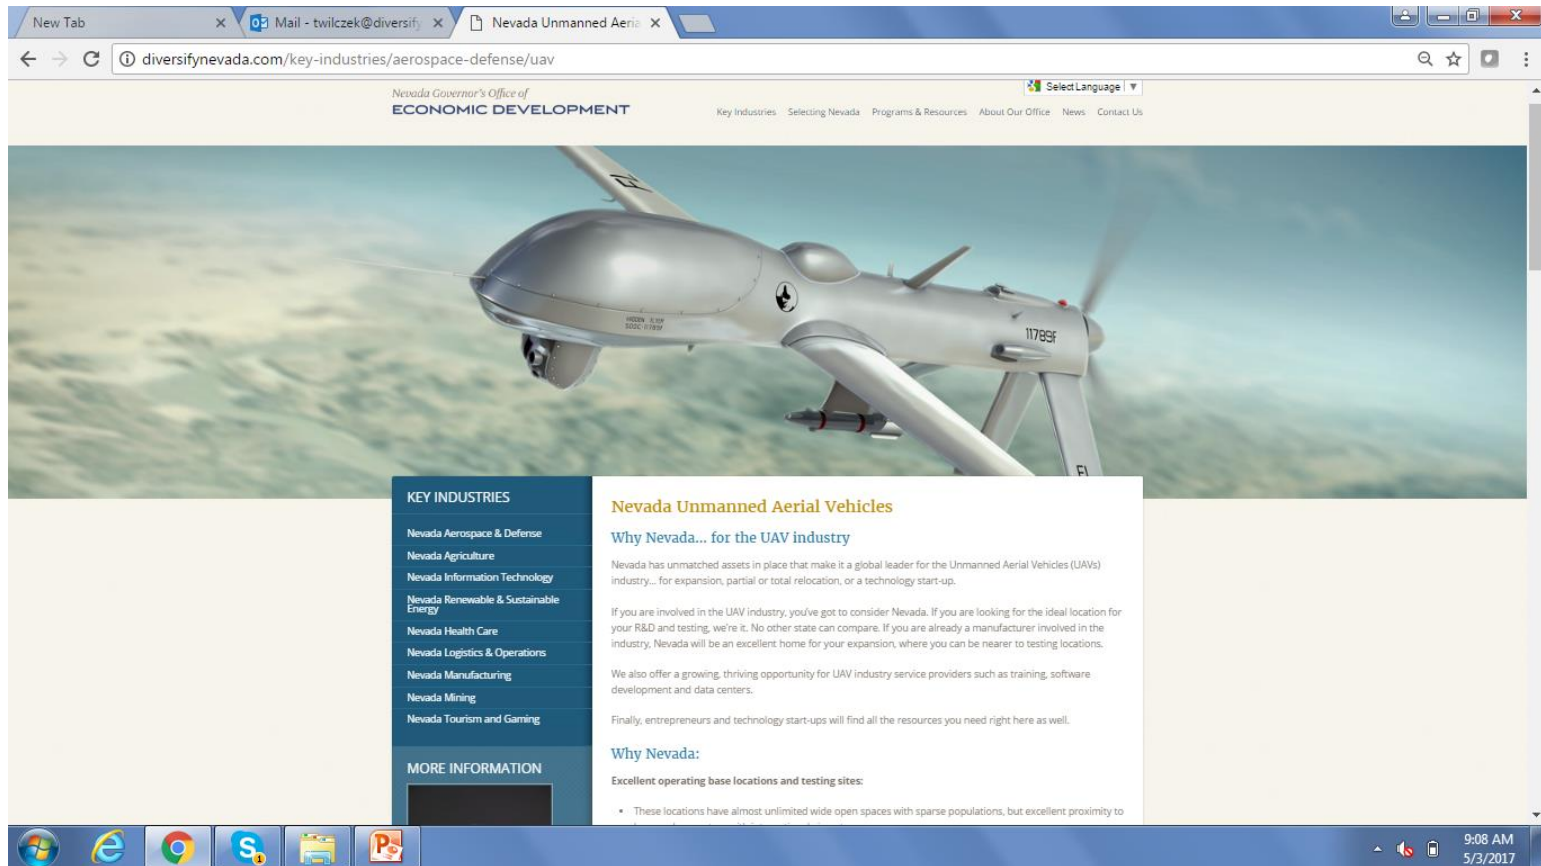 New Tab
Mail - twilczek@diversify
Nevada Unmanned Aeria
diversifynevada.com/key-industries/aerospace-defense/uav
Nevada Governor's Office of
ECONOMIC DEVELOPMENT
Select Language
Key Industries Selecting Nevada Programs & Resources About Our Office News Contact Us
11789F
KEY INDUSTRIES
Nevada Aerospace & Defense
Nevada Agriculture
Nevada Information Technology
Nevada Renewable & Sustainable
Energy
Nevada Health Care
Nevada Logistics & Operations
Nevada Manufacturing
Nevada Mining
Nevada Tourism and Gaming
MORE INFORMATION
Nevada Unmanned Aerial Vehicles
Why Nevada... for the UAV industry
Nevada has unmatched assets in place that make it a global leader for the Unmanned Aerial Vehicles (UAVs)
industry... for expansion, partial or total relocation, or a technology start-up.
If you are involved in the UAV industry, you've got to consider Nevada. If you are looking for the ideal location for
your R&D and testing, we're it. No other state can compare. If you are already a manufacturer involved in the
industry, Nevada will be an excellent home for your expansion, where you can be nearer to testing locations.
We also offer a growing, thriving opportunity for UAV industry service providers such as training, software
development and data centers.
Finally, entrepreneurs and technology start-ups will find all the resources you need right here as well.
Why Nevada:
Excellent operating base locations and testing sites:
These locations have almost unlimited wide open spaces with sparse populations, but excellent proximity to
9:08 AM
5/3/2017